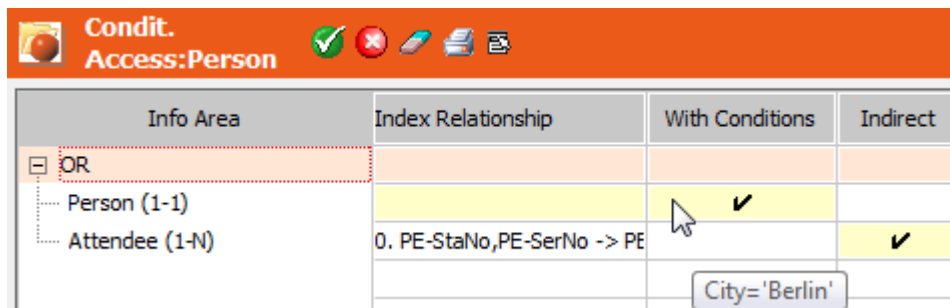 Condit.
Access:Person
Info Area Index Relationship With Conditions Indirect
OR
Person (1-1) ✔
Attendee (1-N) 0. PE-StaNo,PE-SerNo -> PE ✔
City='Berlin'